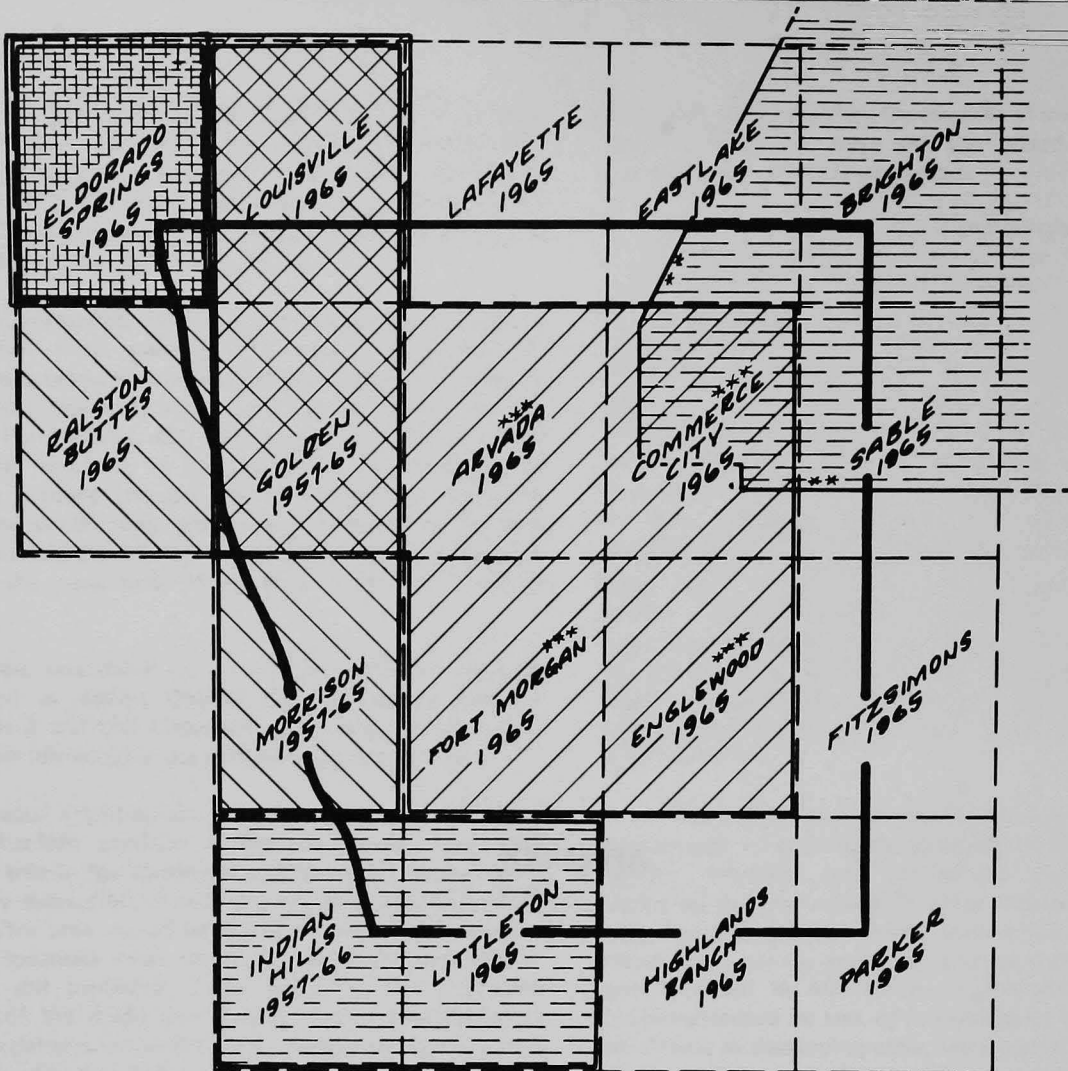 ELDORADO
SPRINGS
1965
LOUISVILLE
1965
LAFAYETTE
1965
EASTLAKE
1965
**
BRIGHTON
1965
RALSTON
BUTTES
1965
GOLDEN
1957-65
***
ARVADA
1965
***
COMMERCE
CITY
1965
SABLE
1965
**
MORRISON
1957-65
***
FORT MORGAN
1965
***
ENGLEWOOD
1965
FITZSIMONS
1965
INDIAN
HILLS
1957-66
LITTLETON
1965
HIGHLANDS
RANCH
1965
PARKER
1965